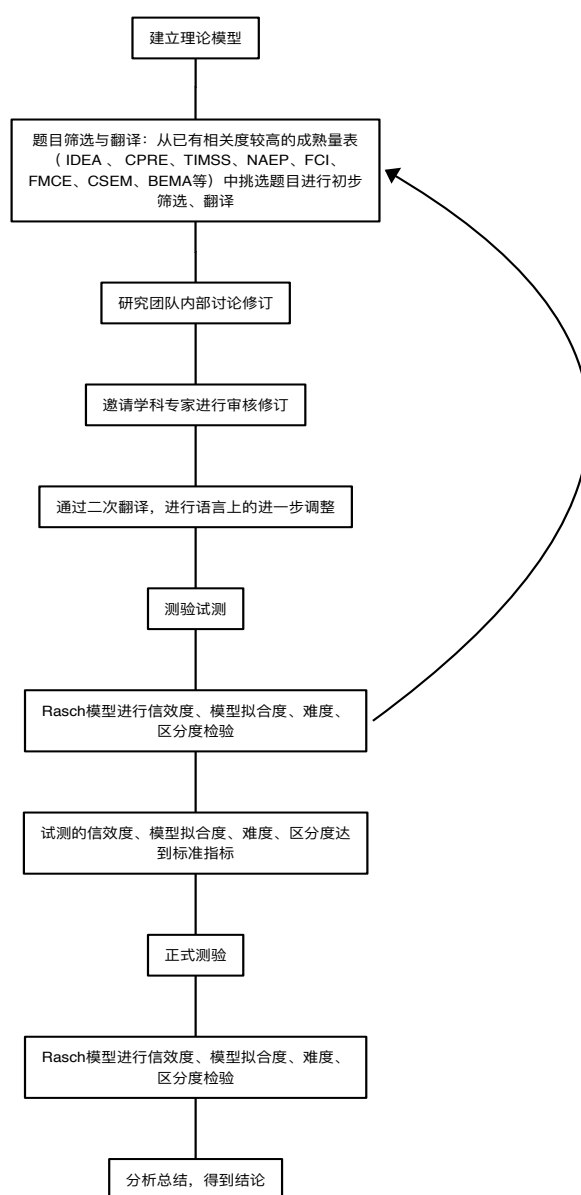 建立理论模型
题目筛选与翻译：从已有相关度较高的成熟量表
（ IDEA 、 CPRE、TIMSS、NAEP、FCI、
FMCE、CSEM、BEMA等）中挑选题目进行初步
筛选、翻译
研究团队内部讨论修订
邀请学科专家进行审核修订
通过二次翻译，进行语言上的进一步调整
测验试测
Rasch模型进行信效度、模型拟合度、难度、
区分度检验
试测的信效度、模型拟合度、难度、区分度达
到标准指标
正式测验
Rasch模型进行信效度、模型拟合度、难度、
区分度检验
分析总结，得到结论